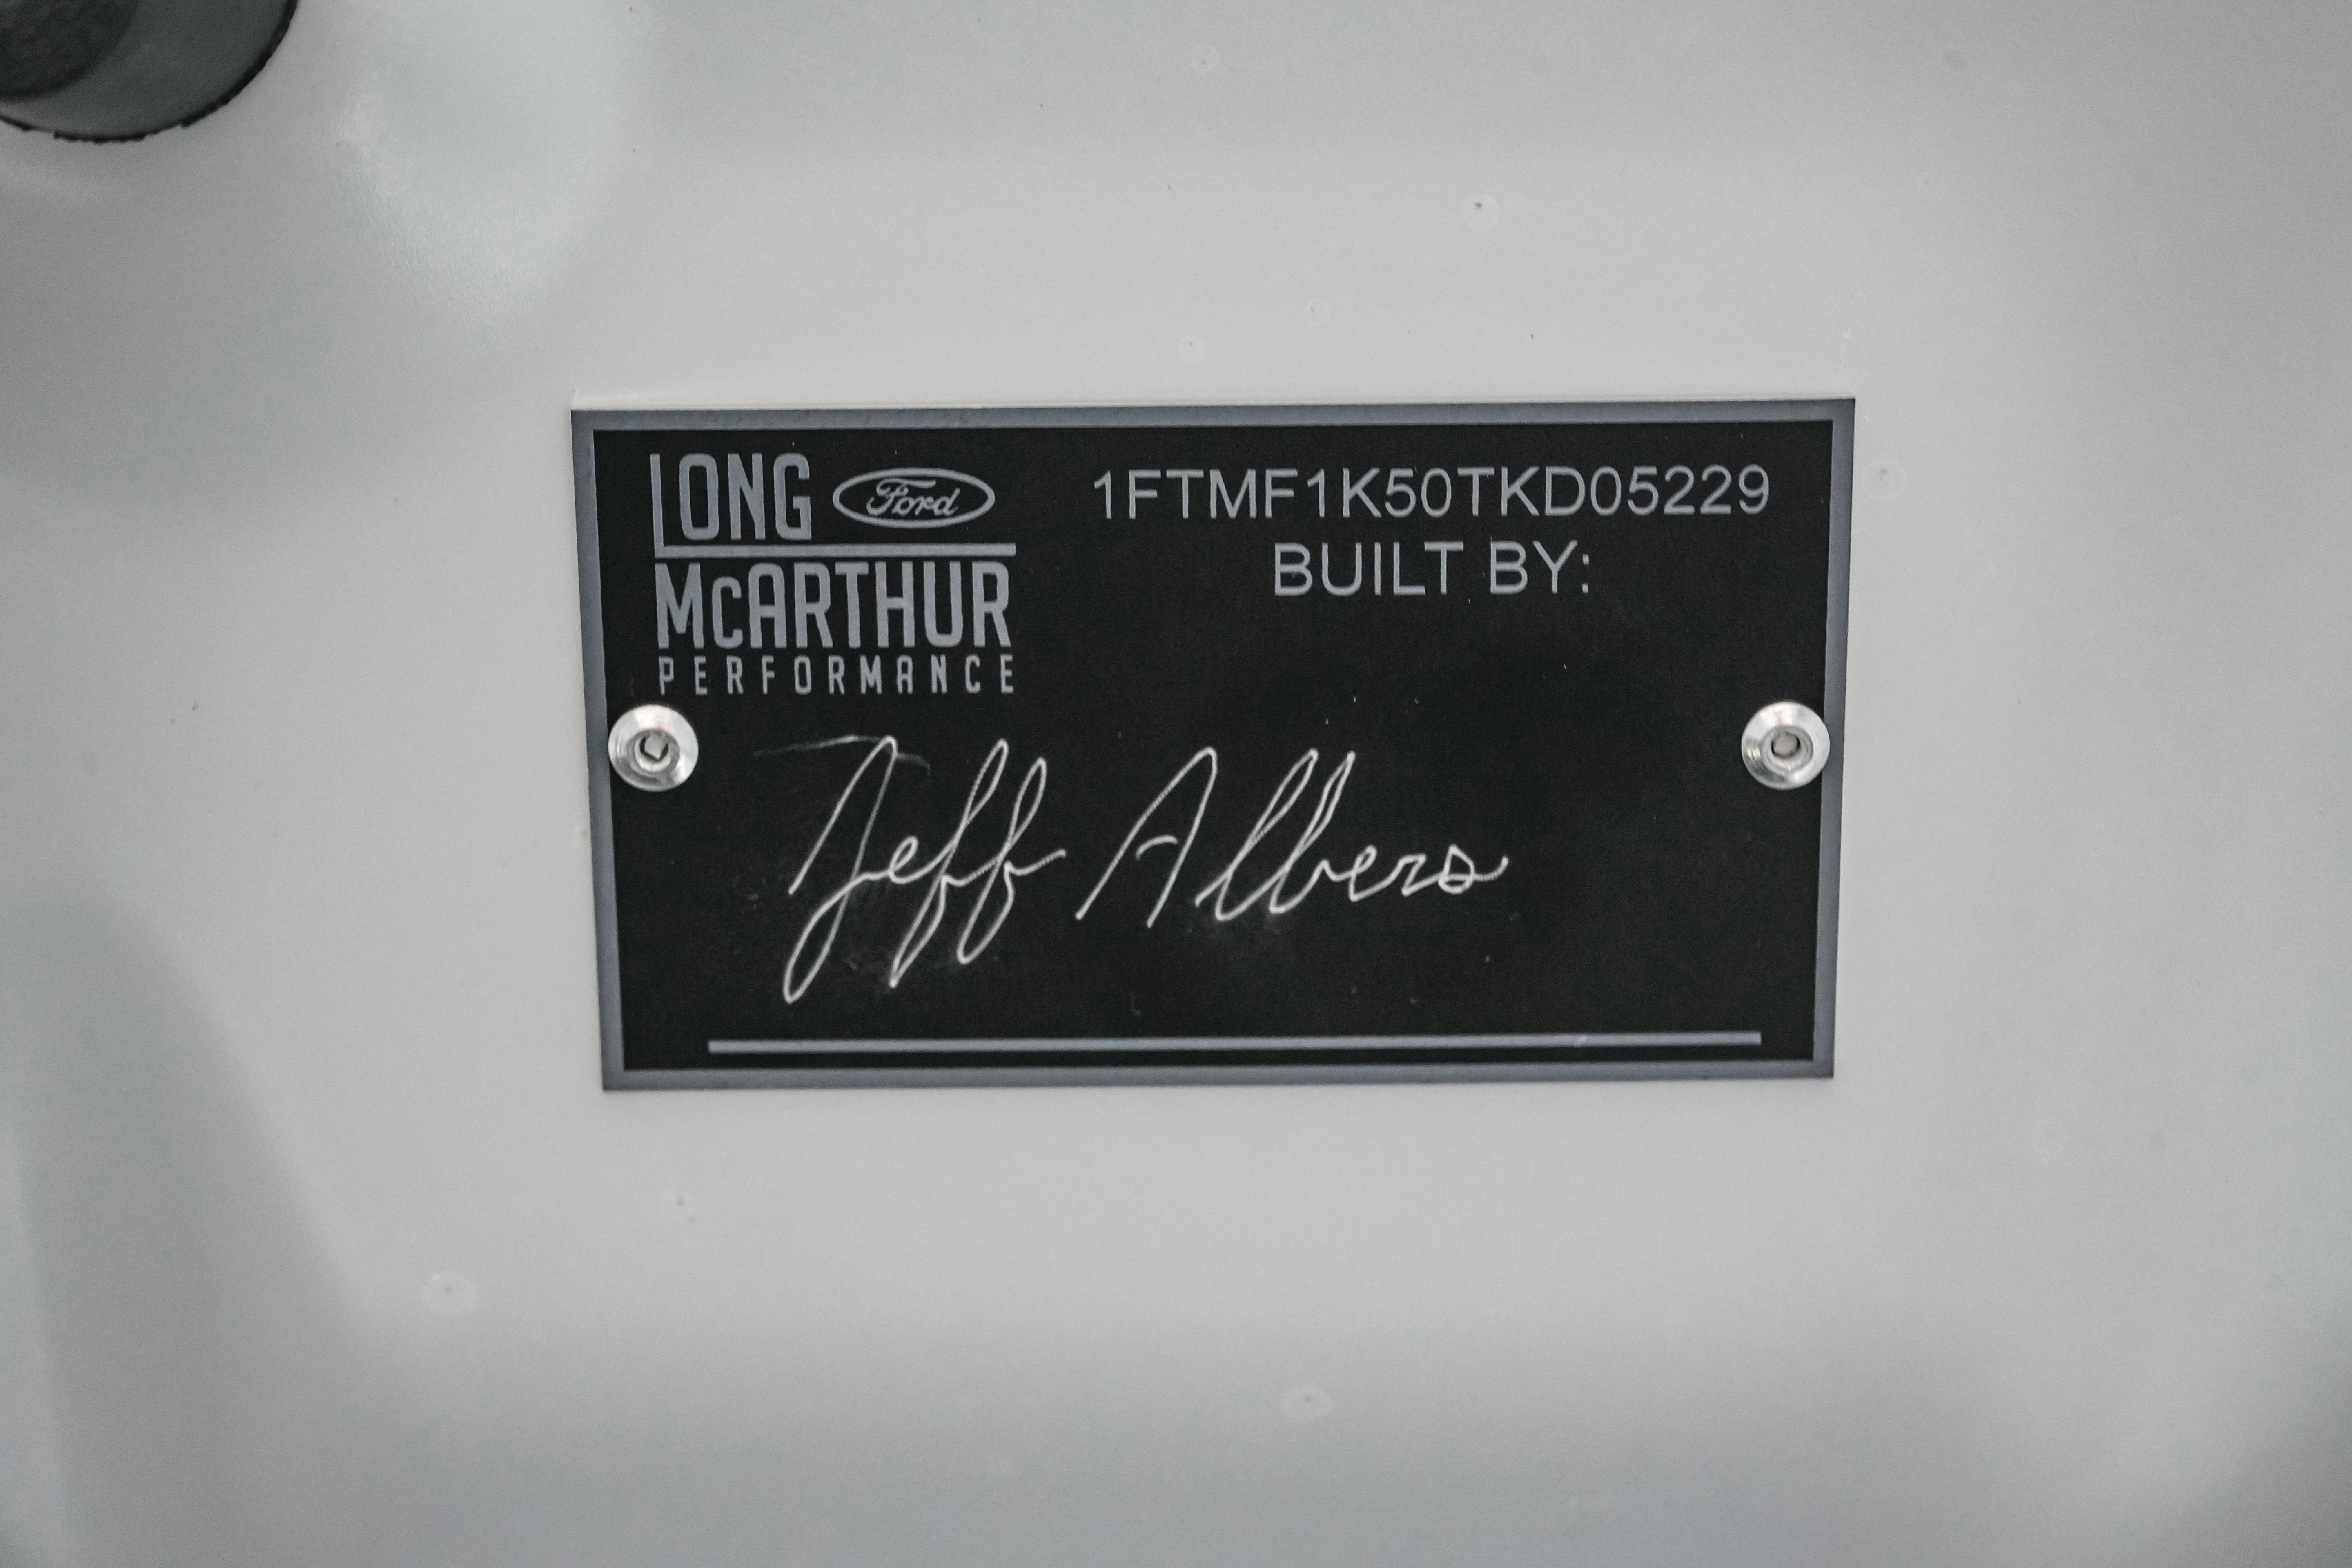 LONG Ford
McARTHUR
PERFORMANCE
1FTMF1K50TKD05229
BUILT BY:
Jeff Albers